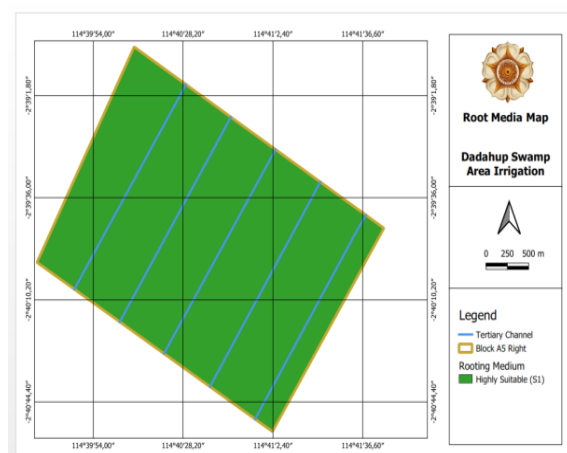 114°39'54,00" 114°40'28,20" 114°41'2,40" 114°41'36,60"
-2°39'1,80" -2°39'1,80"
-2°39'36,00" -2°39'36,00"
-2°40'10,20" -2°40'10,20"
-2°40'44,40" -2°40'44,40"
114°39'54,00" 114°40'28,20" 114°41'2,40" 114°41'36,60"
Root Media Map
Dadahup Swamp
Area Irrigation
0 250 500 m
Legend
Tertiary Channel
Block A5 Right
Rooting Medium
Highly Suitable (S1)